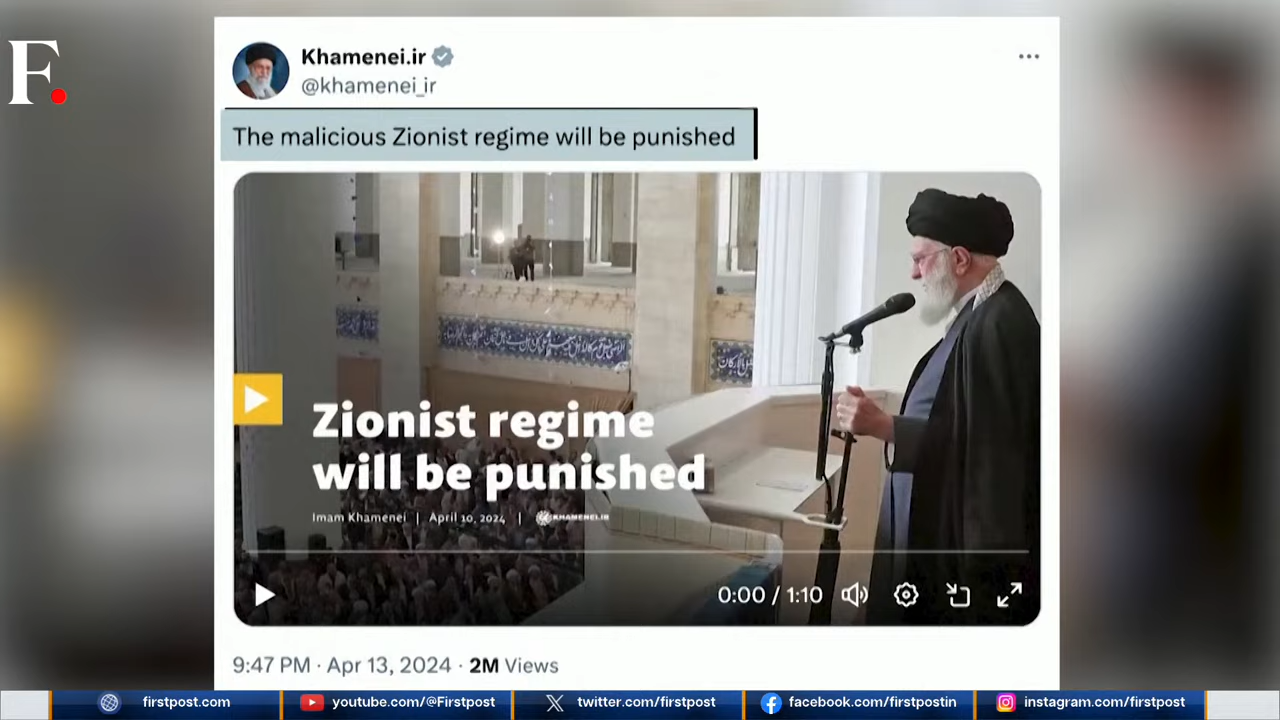 F.
Khamenei.ir
@khamenei_ir
The malicious Zionist regime will be punished
Zionist regime
will be punished
Imam Khamenei | April 10, 2024 | KHAMENEI.IR
0:00 / 1:10
9:47 PM · Apr 13, 2024 · 2M Views
firstpost.com youtube.com/@Firstpost twitter.com/firstpost facebook.com/firstpostin instagram.com/firstpost